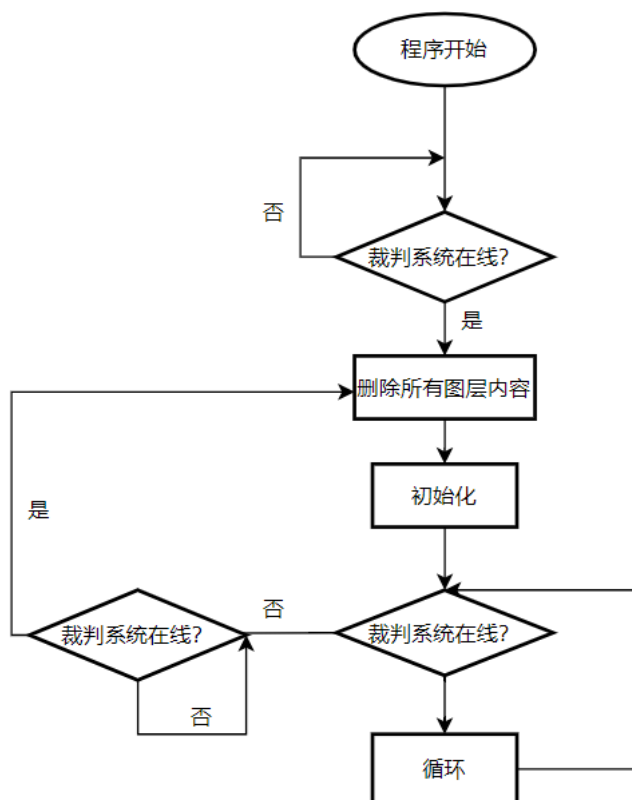 程序开始
否
裁判系统在线?
是
删除所有图层内容
初始化
是
否
裁判系统在线?
裁判系统在线?
否
循环